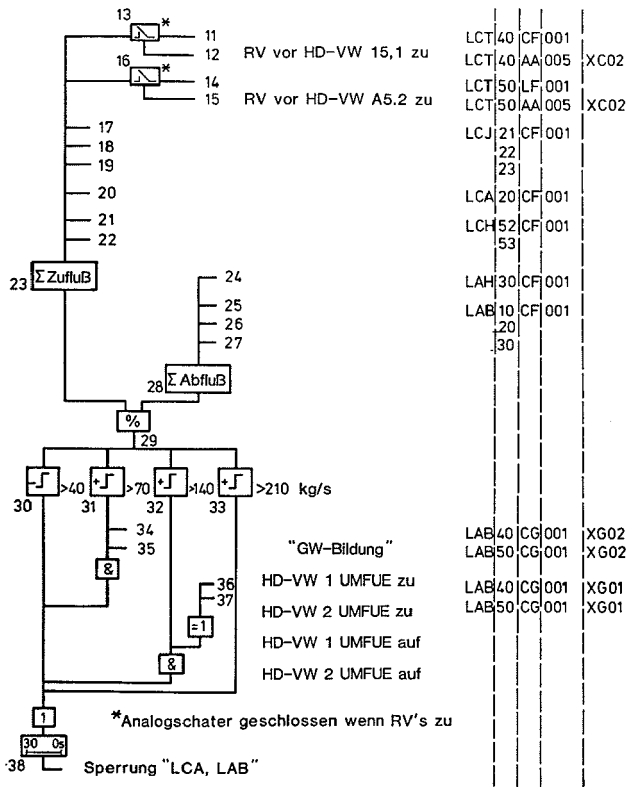 13 * 11 LCT 40 CF 001
12 RV vor HD-VW 15,1 zu LCT 40 AA 005 XC02
16 * 14 LCT 50 LF 001
15 RV vor HD-VW A5.2 zu LCT 50 AA 005 XC02
17 LCJ 21 CF 001
18 22
19 23
20 LCA 20 CF 001
21 LCH 52 CF 001
22 53
23 Σ Zufluß 24 LAH 30 CF 001
25 LAB 10 CF 001
26 20
27 30
28 Σ Abfluß
%
29
- >40 + >70 + >140 + >210 kg/s
30 31 32 33
34 LAB 40 CG 001 XG02
35 "GW-Bildung" LAB 50 CG 001 XG02
&
36 HD-VW 1 UMFUE zu LAB 40 CG 001 XG01
37 HD-VW 2 UMFUE zu LAB 50 CG 001 XG01
=1 HD-VW 1 UMFUE auf
& HD-VW 2 UMFUE auf
1 *Analogschater geschlossen wenn RV's zu
30 0s
38 Sperrung "LCA, LAB"